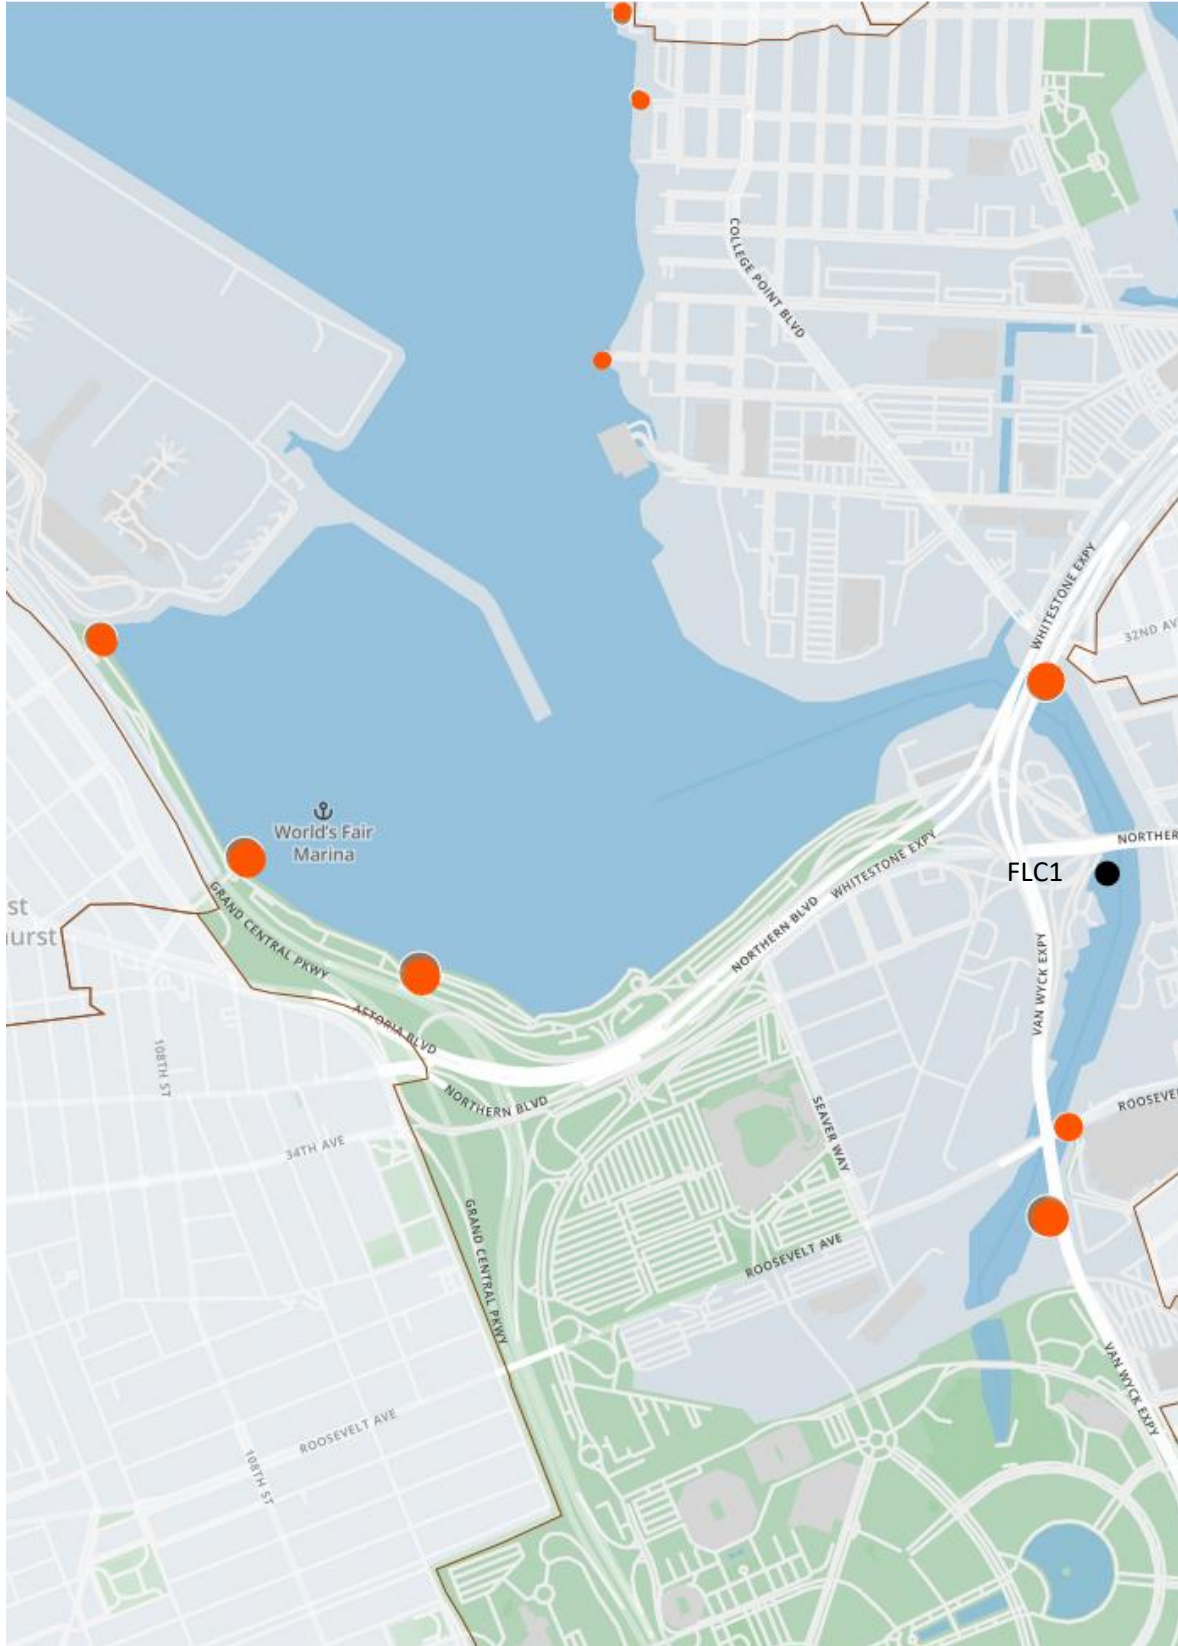 COLLEGE POINT BLVD
WHITESTONE EXPY
32ND AV
World's Fair
Marina
NORTHER
WHITESTONE EXPY
FLC1
st
urst
GRAND CENTRAL PKWY
NORTHERN BLVD
VAN WYCK EXPY
ASTORIA BLVD
108TH ST
NORTHERN BLVD
ROOSEVE
SEAVER WAY
34TH AVE
GRAND CENTRAL PKWY
ROOSEVELT AVE
VAN WYCK EXPY
ROOSEVELT AVE
108TH ST